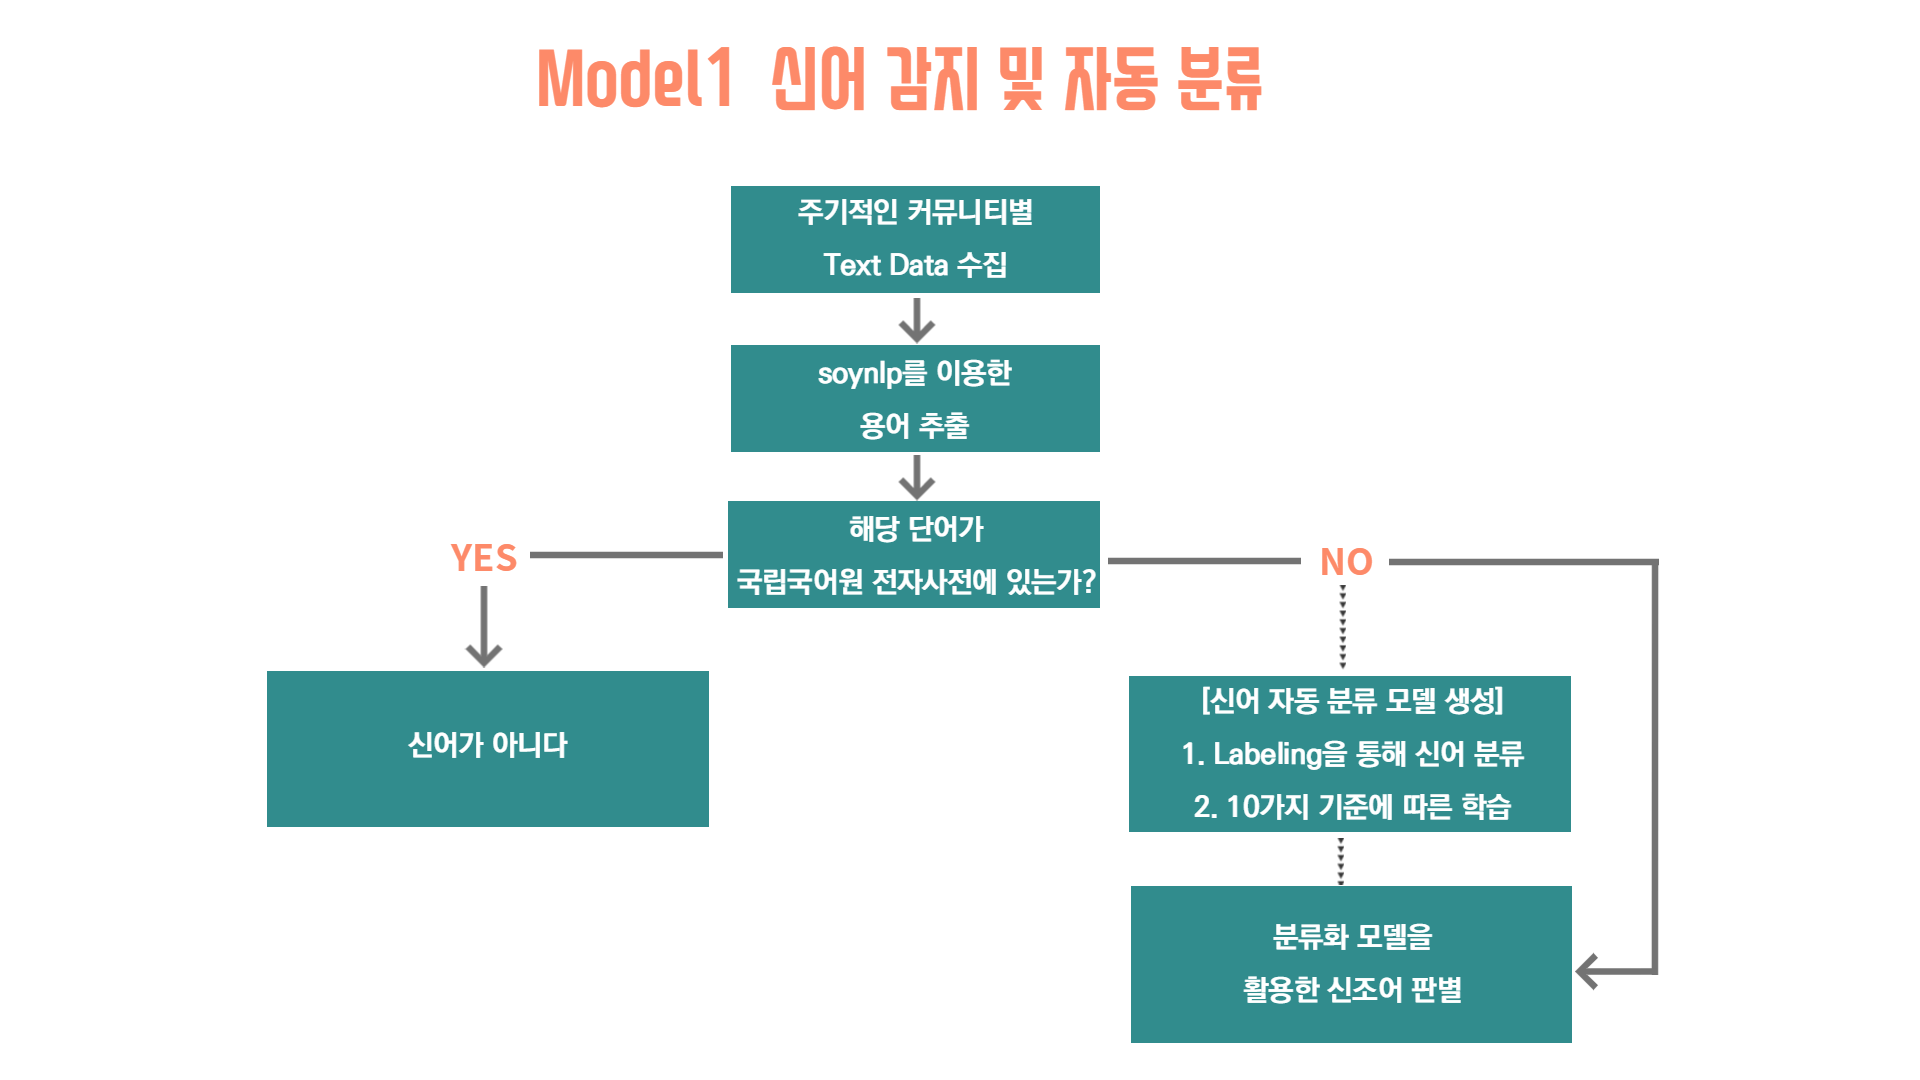 Model1 신어 감지 및 자동 분류
주기적인 커뮤니티별
Text Data 수집
soynlp를 이용한
용어 추출
해당 단어가
국립국어원 전자사전에 있는가?
YES
NO
신어가 아니다
[신어 자동 분류 모델 생성]
1. Labeling을 통해 신어 분류
2. 10가지 기준에 따른 학습
분류화 모델을
활용한 신조어 판별